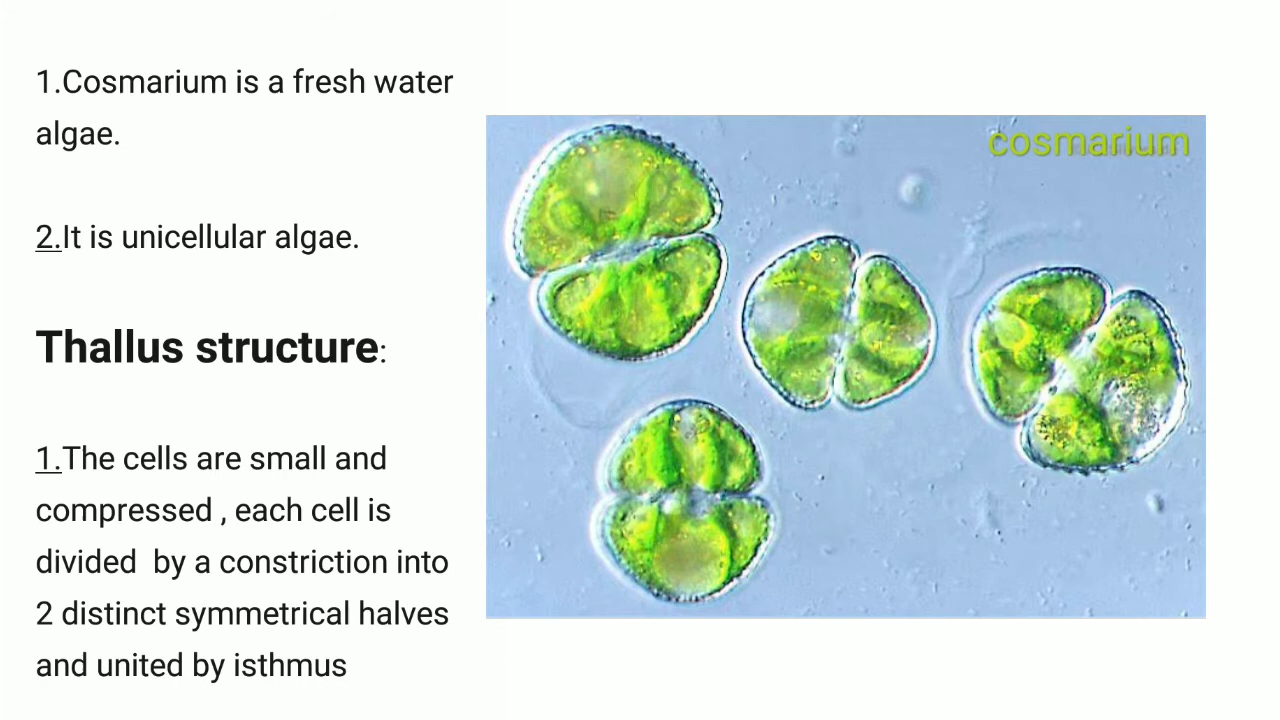 1.Cosmarium is a fresh water
algae.
2.It is unicellular algae.
Thallus structure:
1.The cells are small and
compressed , each cell is
divided  by a constriction into
2 distinct symmetrical halves
and united by isthmus
cosmarium